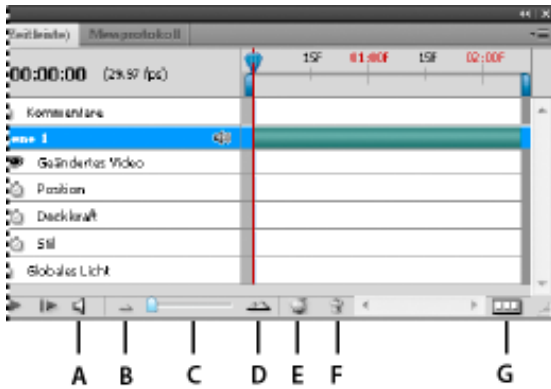 Zeitleiste) Messprotokoll
00:00:00 (29.97 fps)
15F 01:00F 15F 02:00F
Kommentare
ene 1
Geändertes Video
Position
Deckkraft
Stil
Globales Licht
A B C D E F G